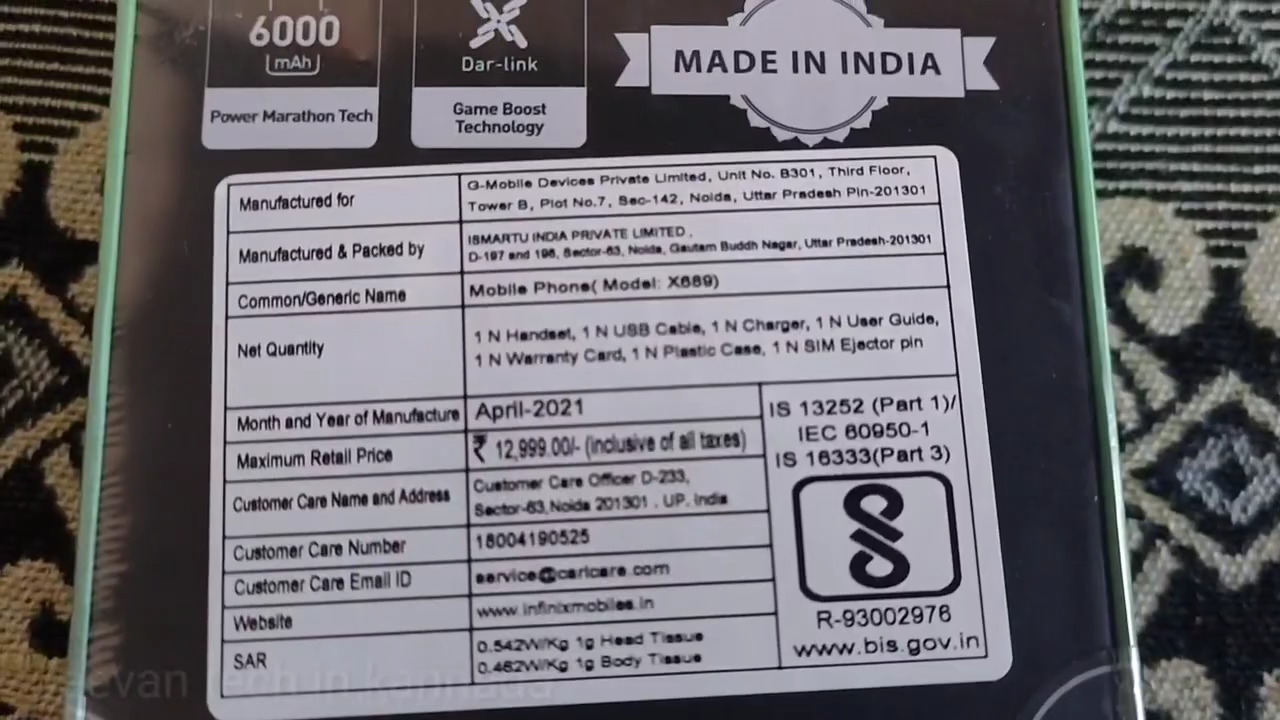 6000
mAh
Power Marathon Tech
Dar-link
Game Boost
Technology
MADE IN INDIA
Manufactured for
G-Mobile Devices Private Limited, Unit No. B301, Third Floor,
Tower B, Plot No.7, Sec-142, Noida, Uttar Pradesh Pin-201301
Manufactured & Packed by
ISMARTU INDIA PRIVATE LIMITED,
D-197 and 198, Sector-63, Noida, Gautam Buddh Nagar, Uttar Pradesh-201301
Common/Generic Name
Mobile Phone( Model: X689)
Net Quantity
1 N Handset, 1 N USB Cable, 1 N Charger, 1 N User Guide,
1 N Warranty Card, 1 N Plastic Case, 1 N SIM Ejector pin
Month and Year of Manufacture
April-2021
Maximum Retail Price
₹ 12,999.00/- (inclusive of all taxes)
Customer Care Name and Address
Customer Care Officer D-233,
Sector-63, Noida 201301 . UP. India
Customer Care Number
18004190525
Customer Care Email ID
service@carlcare.com
Website
www.infinixmobiles.in
SAR
0.542W/Kg 1g Head Tissue
0.462W/Kg 1g Body Tissue
IS 13252 (Part 1)/
IEC 60950-1
IS 16333(Part 3)
R-93002976
www.bis.gov.in
evan tech in kannada